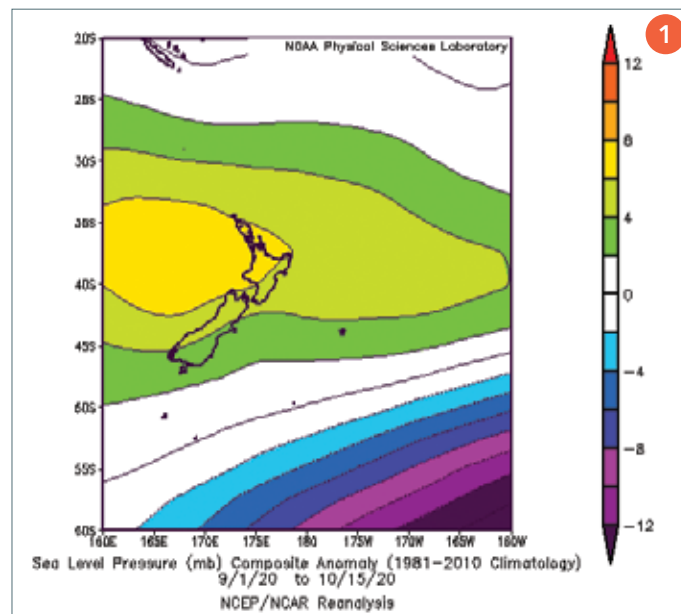 1
NOAA Physical Sciences Laboratory
20S
25S
30S
35S
40S
45S
50S
55S
60S
160E 165E 170E 175E 180 175W 170W 165W 160W
12
8
4
0
-4
-8
-12
Sea Level Pressure (mb) Composite Anomaly (1981-2010 Climatology)
9/1/20 to 10/15/20
NCEP/NCAR Reanalysis